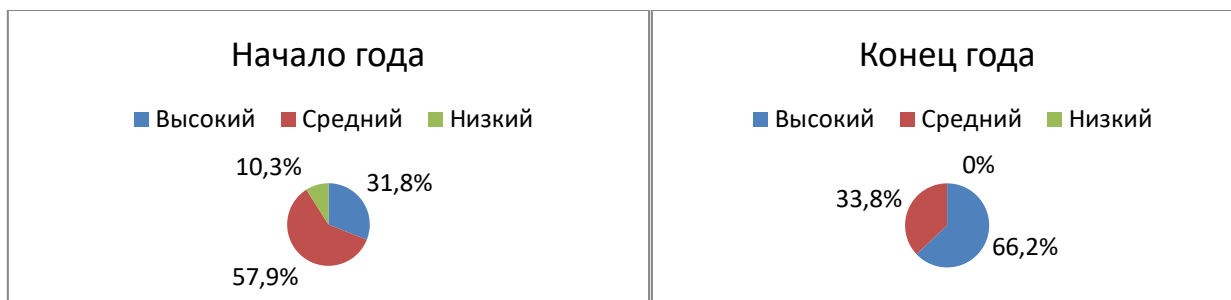 Начало года
Высокий Средний Низкий
10,3%
31,8%
57,9%
Конец года
Высокий Средний Низкий
0%
33,8%
66,2%